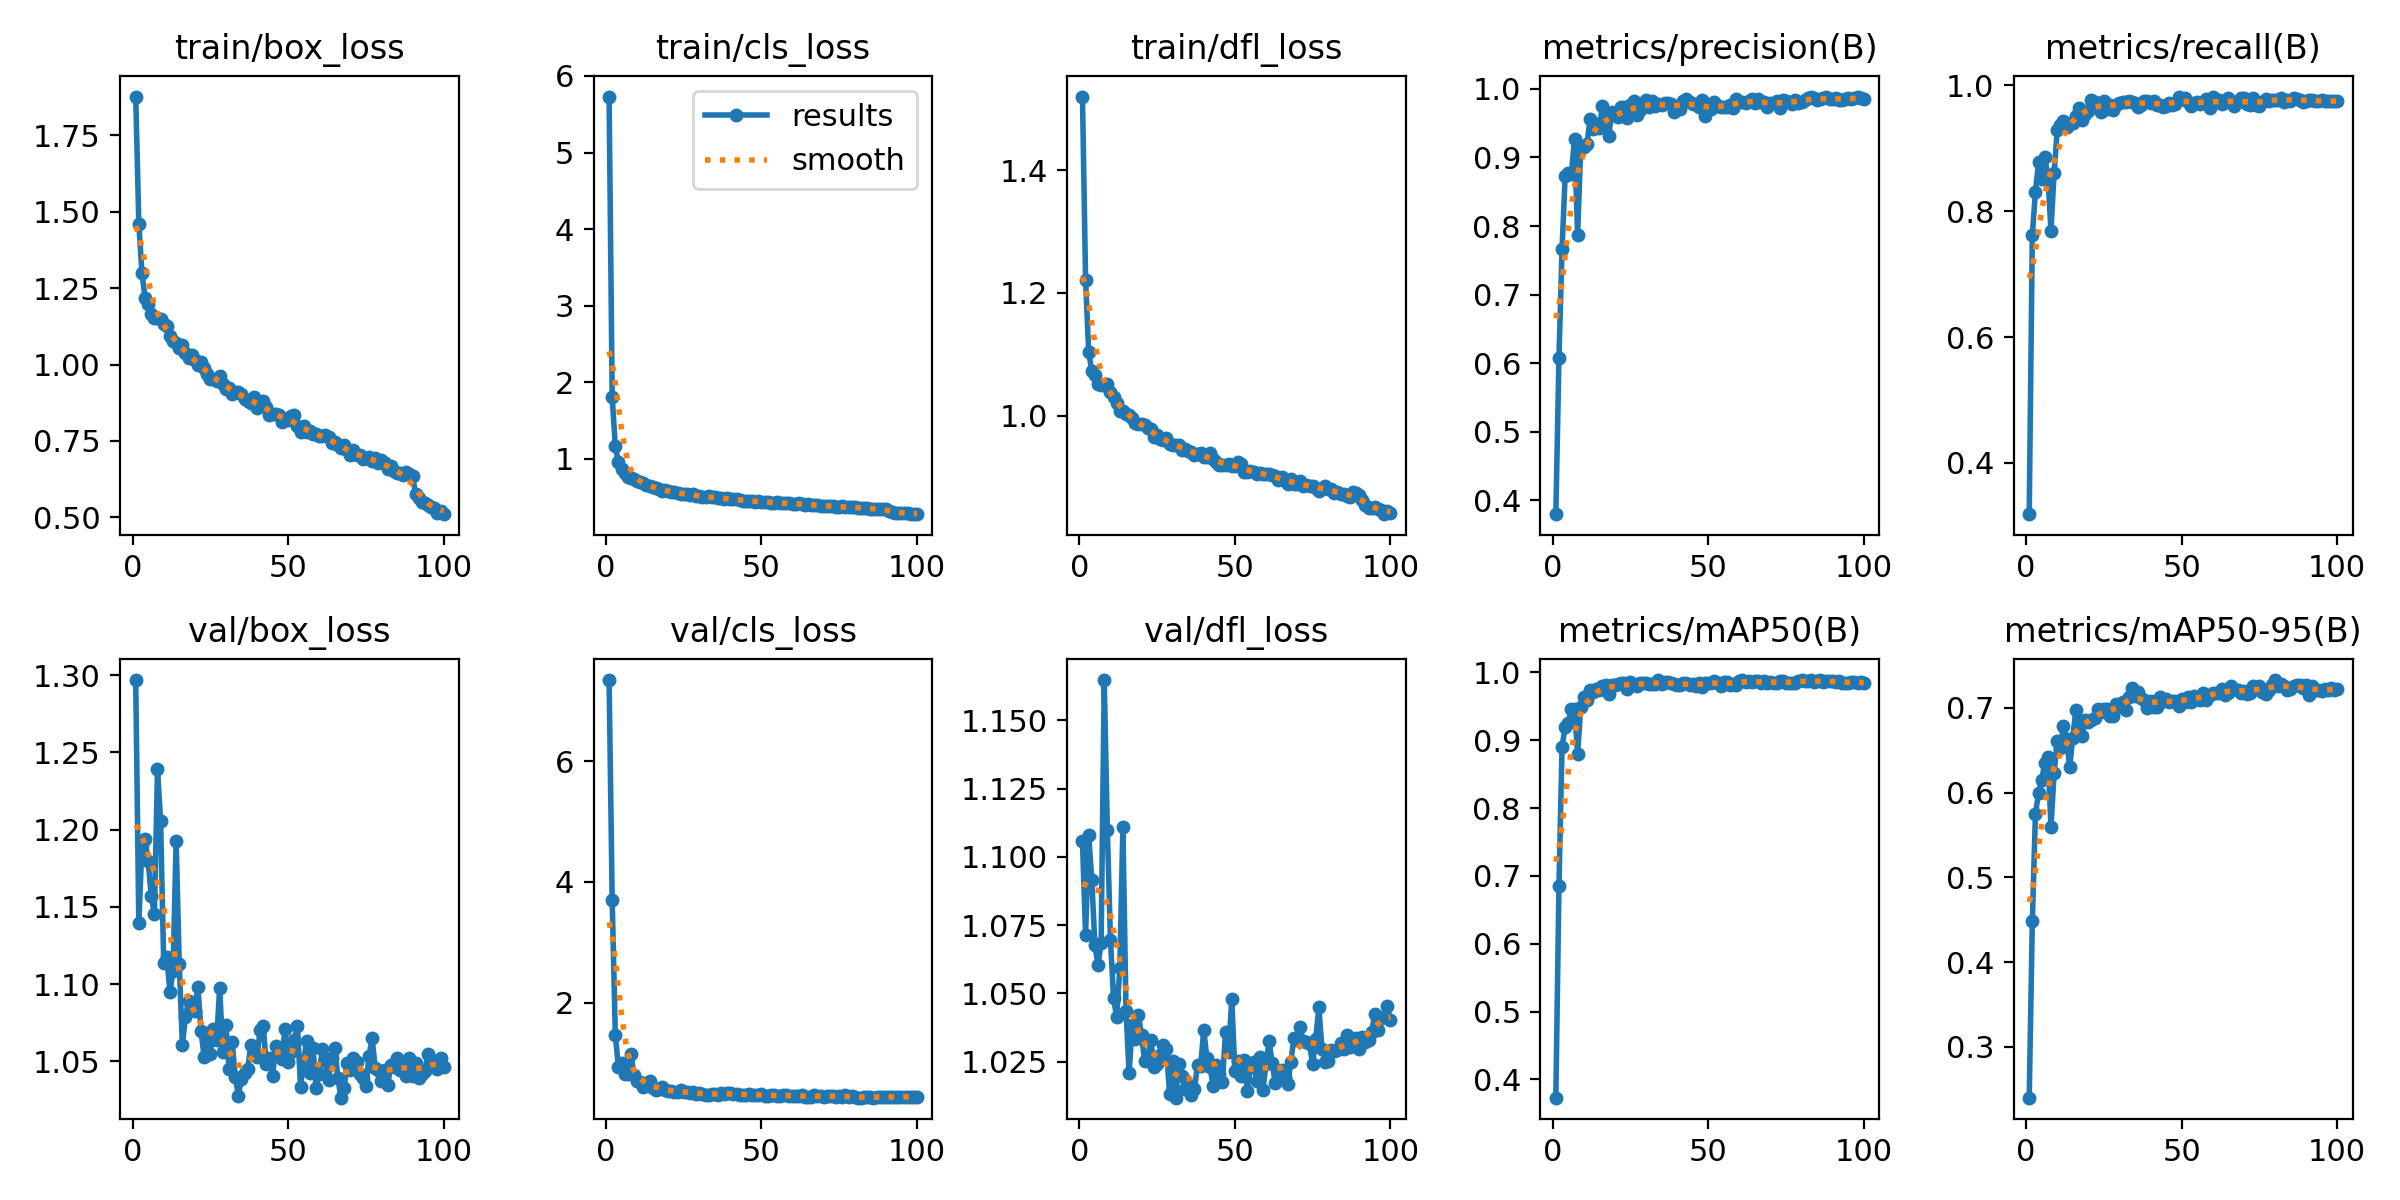 train/box_loss
1.75
1.50
1.25
1.00
0.75
0.50
0 50 100
train/cls_loss
6
5
4
3
2
1
0 50 100
results
smooth
train/dfl_loss
1.4
1.2
1.0
0 50 100
metrics/precision(B)
1.0
0.9
0.8
0.7
0.6
0.5
0.4
0 50 100
metrics/recall(B)
1.0
0.8
0.6
0.4
0 50 100
val/box_loss
1.30
1.25
1.20
1.15
1.10
1.05
0 50 100
val/cls_loss
6
4
2
0 50 100
val/dfl_loss
1.150
1.125
1.100
1.075
1.050
1.025
0 50 100
metrics/mAP50(B)
1.0
0.9
0.8
0.7
0.6
0.5
0.4
0 50 100
metrics/mAP50-95(B)
0.7
0.6
0.5
0.4
0.3
0 50 100